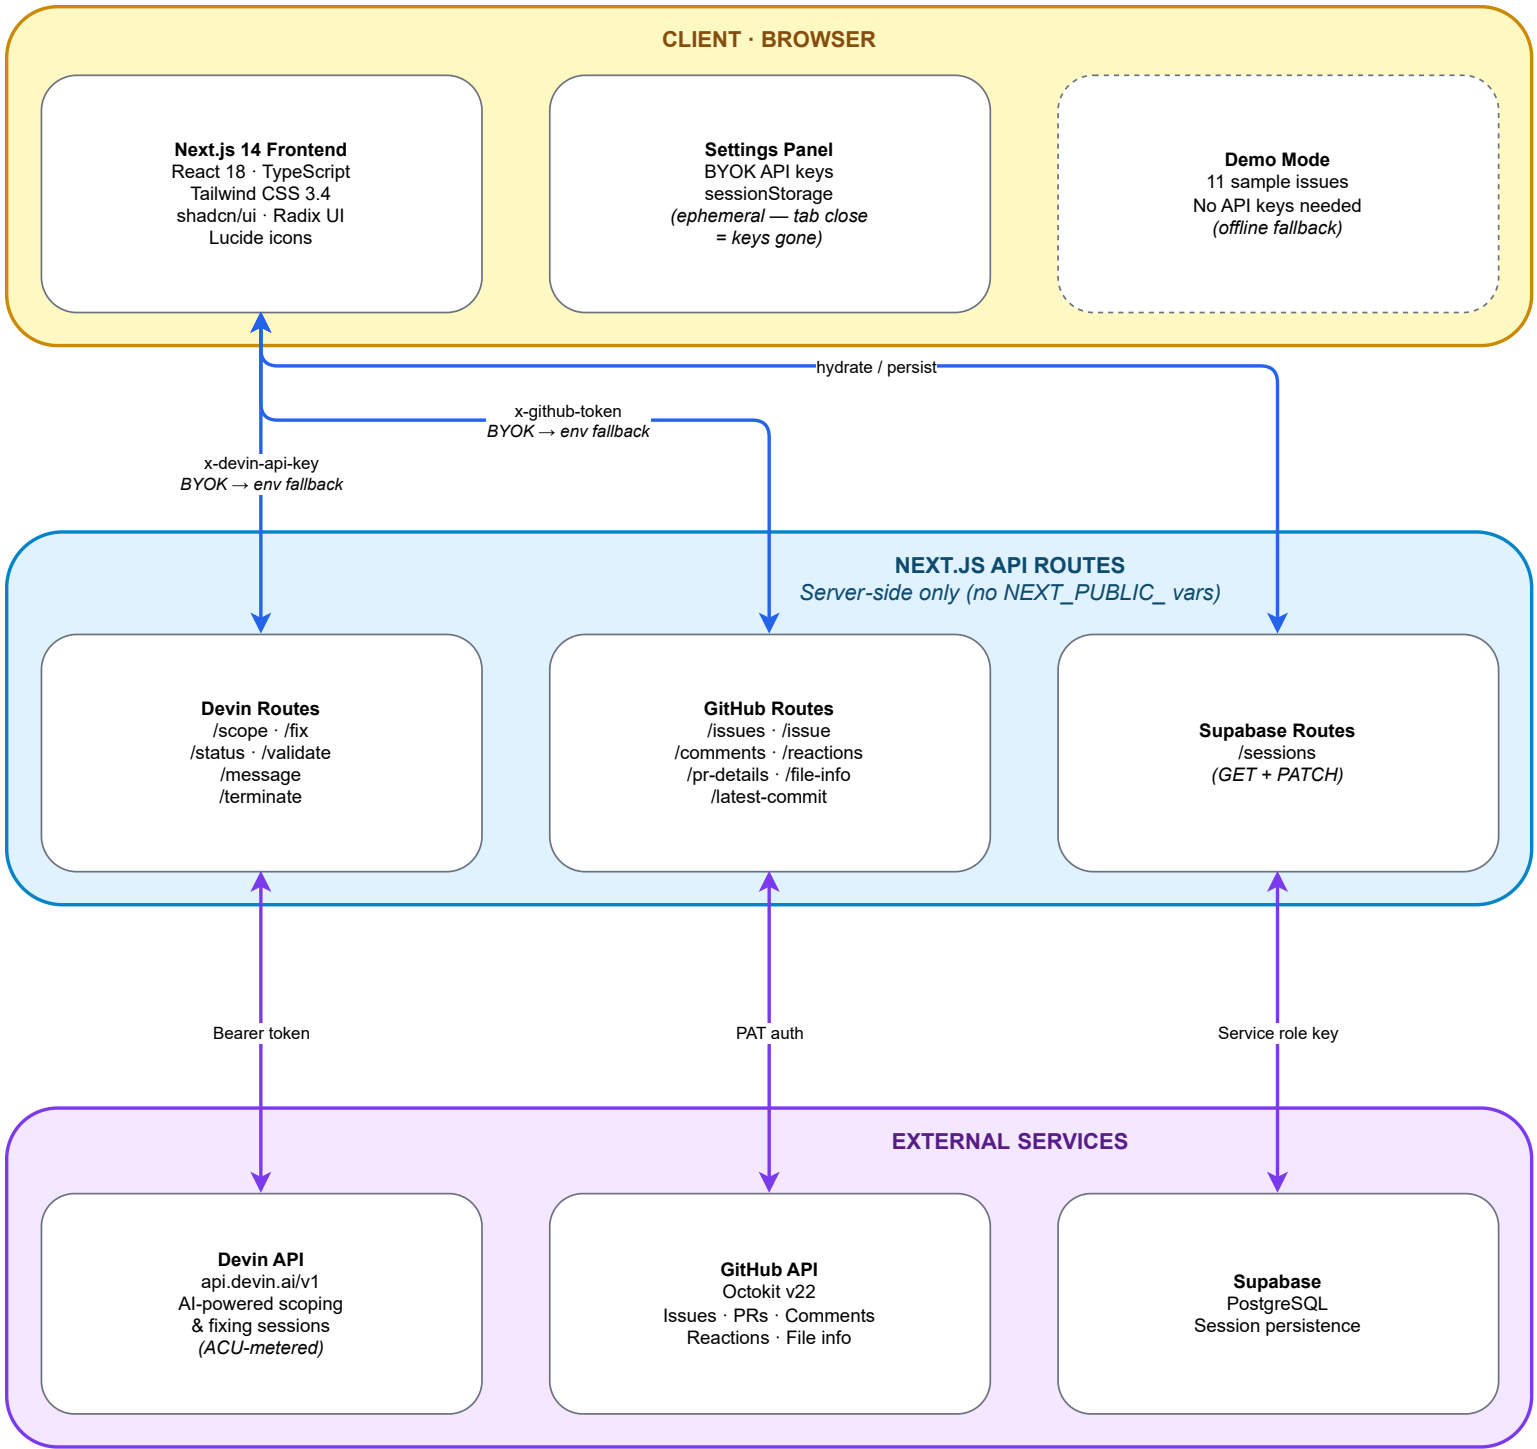 CLIENT · BROWSER
Next.js 14 Frontend
React 18 · TypeScript
Tailwind CSS 3.4
shadcn/ui · Radix UI
Lucide icons
Settings Panel
BYOK API keys
sessionStorage
(ephemeral — tab close
= keys gone)
Demo Mode
11 sample issues
No API keys needed
(offline fallback)
hydrate / persist
x-github-token
BYOK → env fallback
x-devin-api-key
BYOK → env fallback
NEXT.JS API ROUTES
Server-side only (no NEXT_PUBLIC_ vars)
Devin Routes
/scope · /fix
/status · /validate
/message
/terminate
GitHub Routes
/issues · /issue
/comments · /reactions
/pr-details · /file-info
/latest-commit
Supabase Routes
/sessions
(GET + PATCH)
Bearer token
PAT auth
Service role key
EXTERNAL SERVICES
Devin API
api.devin.ai/v1
AI-powered scoping
& fixing sessions
(ACU-metered)
GitHub API
Octokit v22
Issues · PRs · Comments
Reactions · File info
Supabase
PostgreSQL
Session persistence